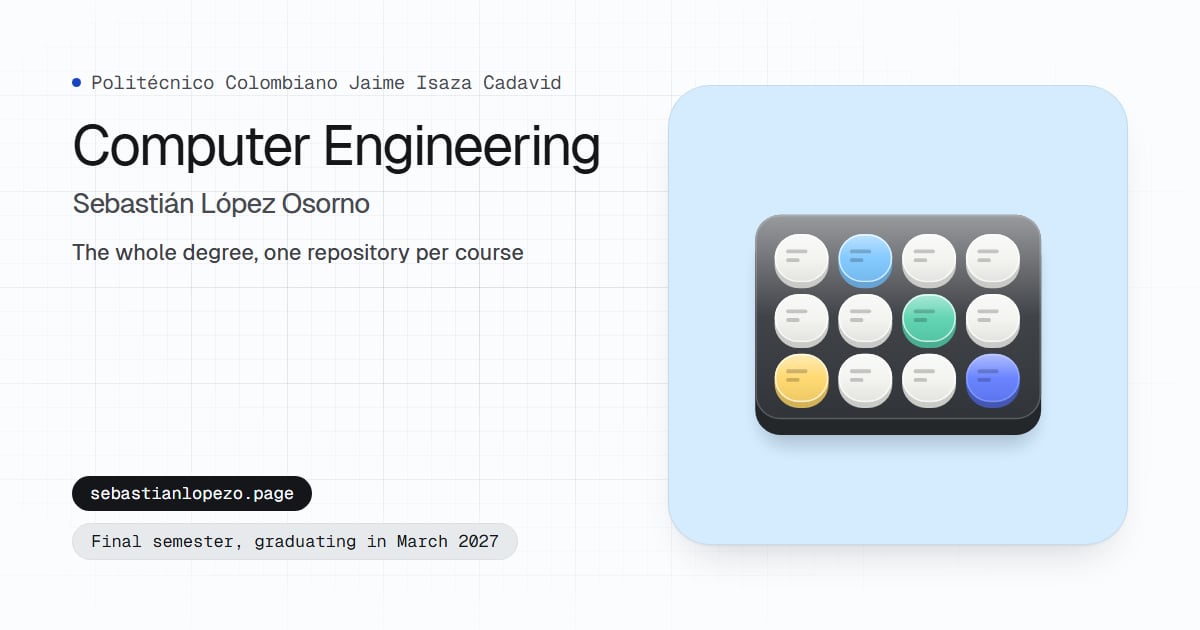 Politécnico Colombiano Jaime Isaza Cadavid
Computer Engineering
Sebastián López Osorno
The whole degree, one repository per course
sebastianlopezo.page
Final semester, graduating in March 2027